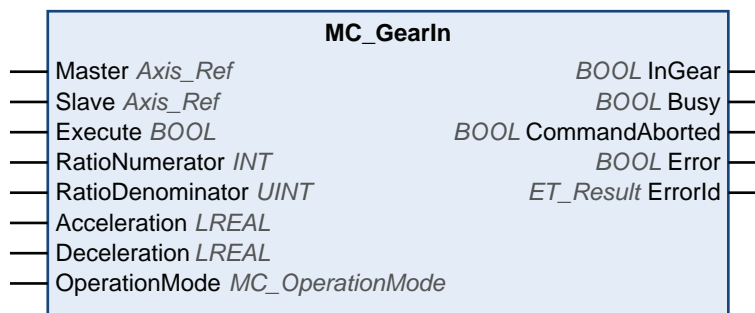 MC_GearIn
Master Axis_Ref BOOL InGear
Slave Axis_Ref BOOL Busy
Execute BOOL BOOL CommandAborted
RatioNumerator INT BOOL Error
RatioDenominator UINT ET_Result ErrorId
Acceleration LREAL
Deceleration LREAL
OperationMode MC_OperationMode